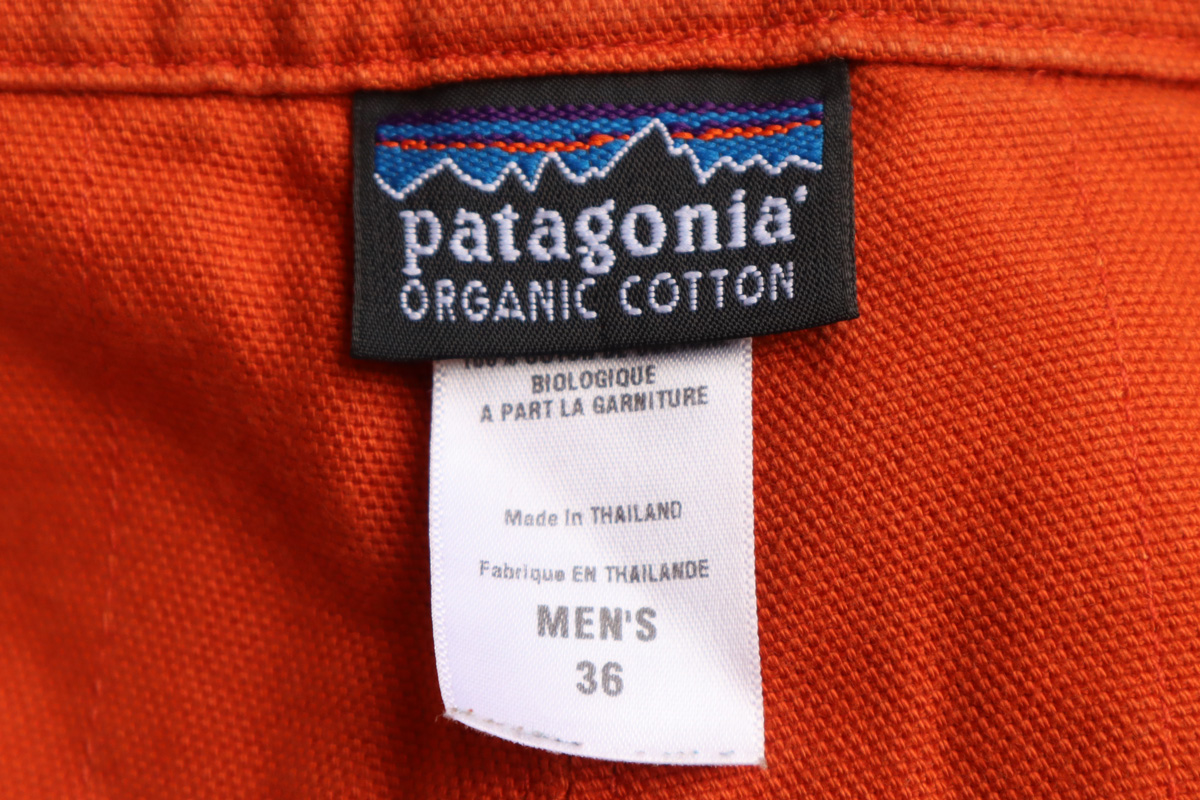 patagonia
ORGANIC COTTON
BIOLOGIQUE
A PART LA GARNITURE
Made in THAILAND
Fabrique EN THAILANDE
MEN'S
36